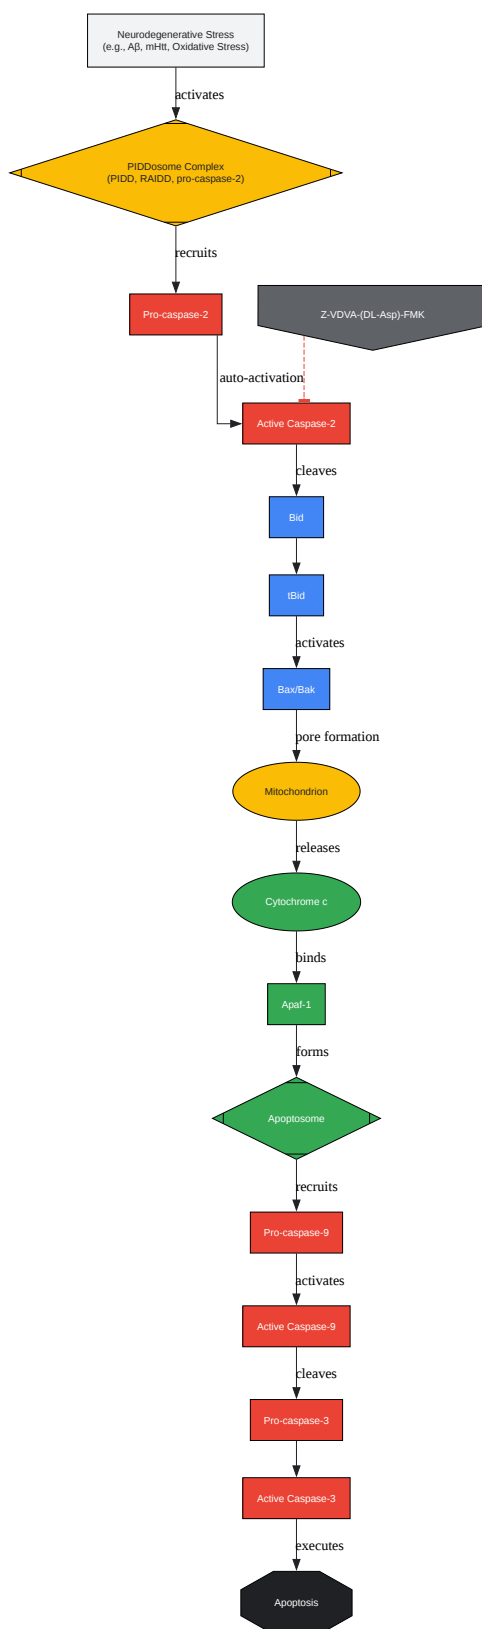 Neurodegenerative Stress
(e.g., Aβ, mHtt, Oxidative Stress)
activates
PIDDosome Complex
(PIDD, RAIDD, pro-caspase-2)
recruits
Pro-caspase-2
Z-VDVA-(DL-Asp)-FMK
auto-activation
Active Caspase-2
cleaves
Bid
tBid
activates
Bax/Bak
pore formation
Mitochondrion
releases
Cytochrome c
binds
Apaf-1
forms
Apoptosome
recruits
Pro-caspase-9
activates
Active Caspase-9
cleaves
Pro-caspase-3
Active Caspase-3
executes
Apoptosis